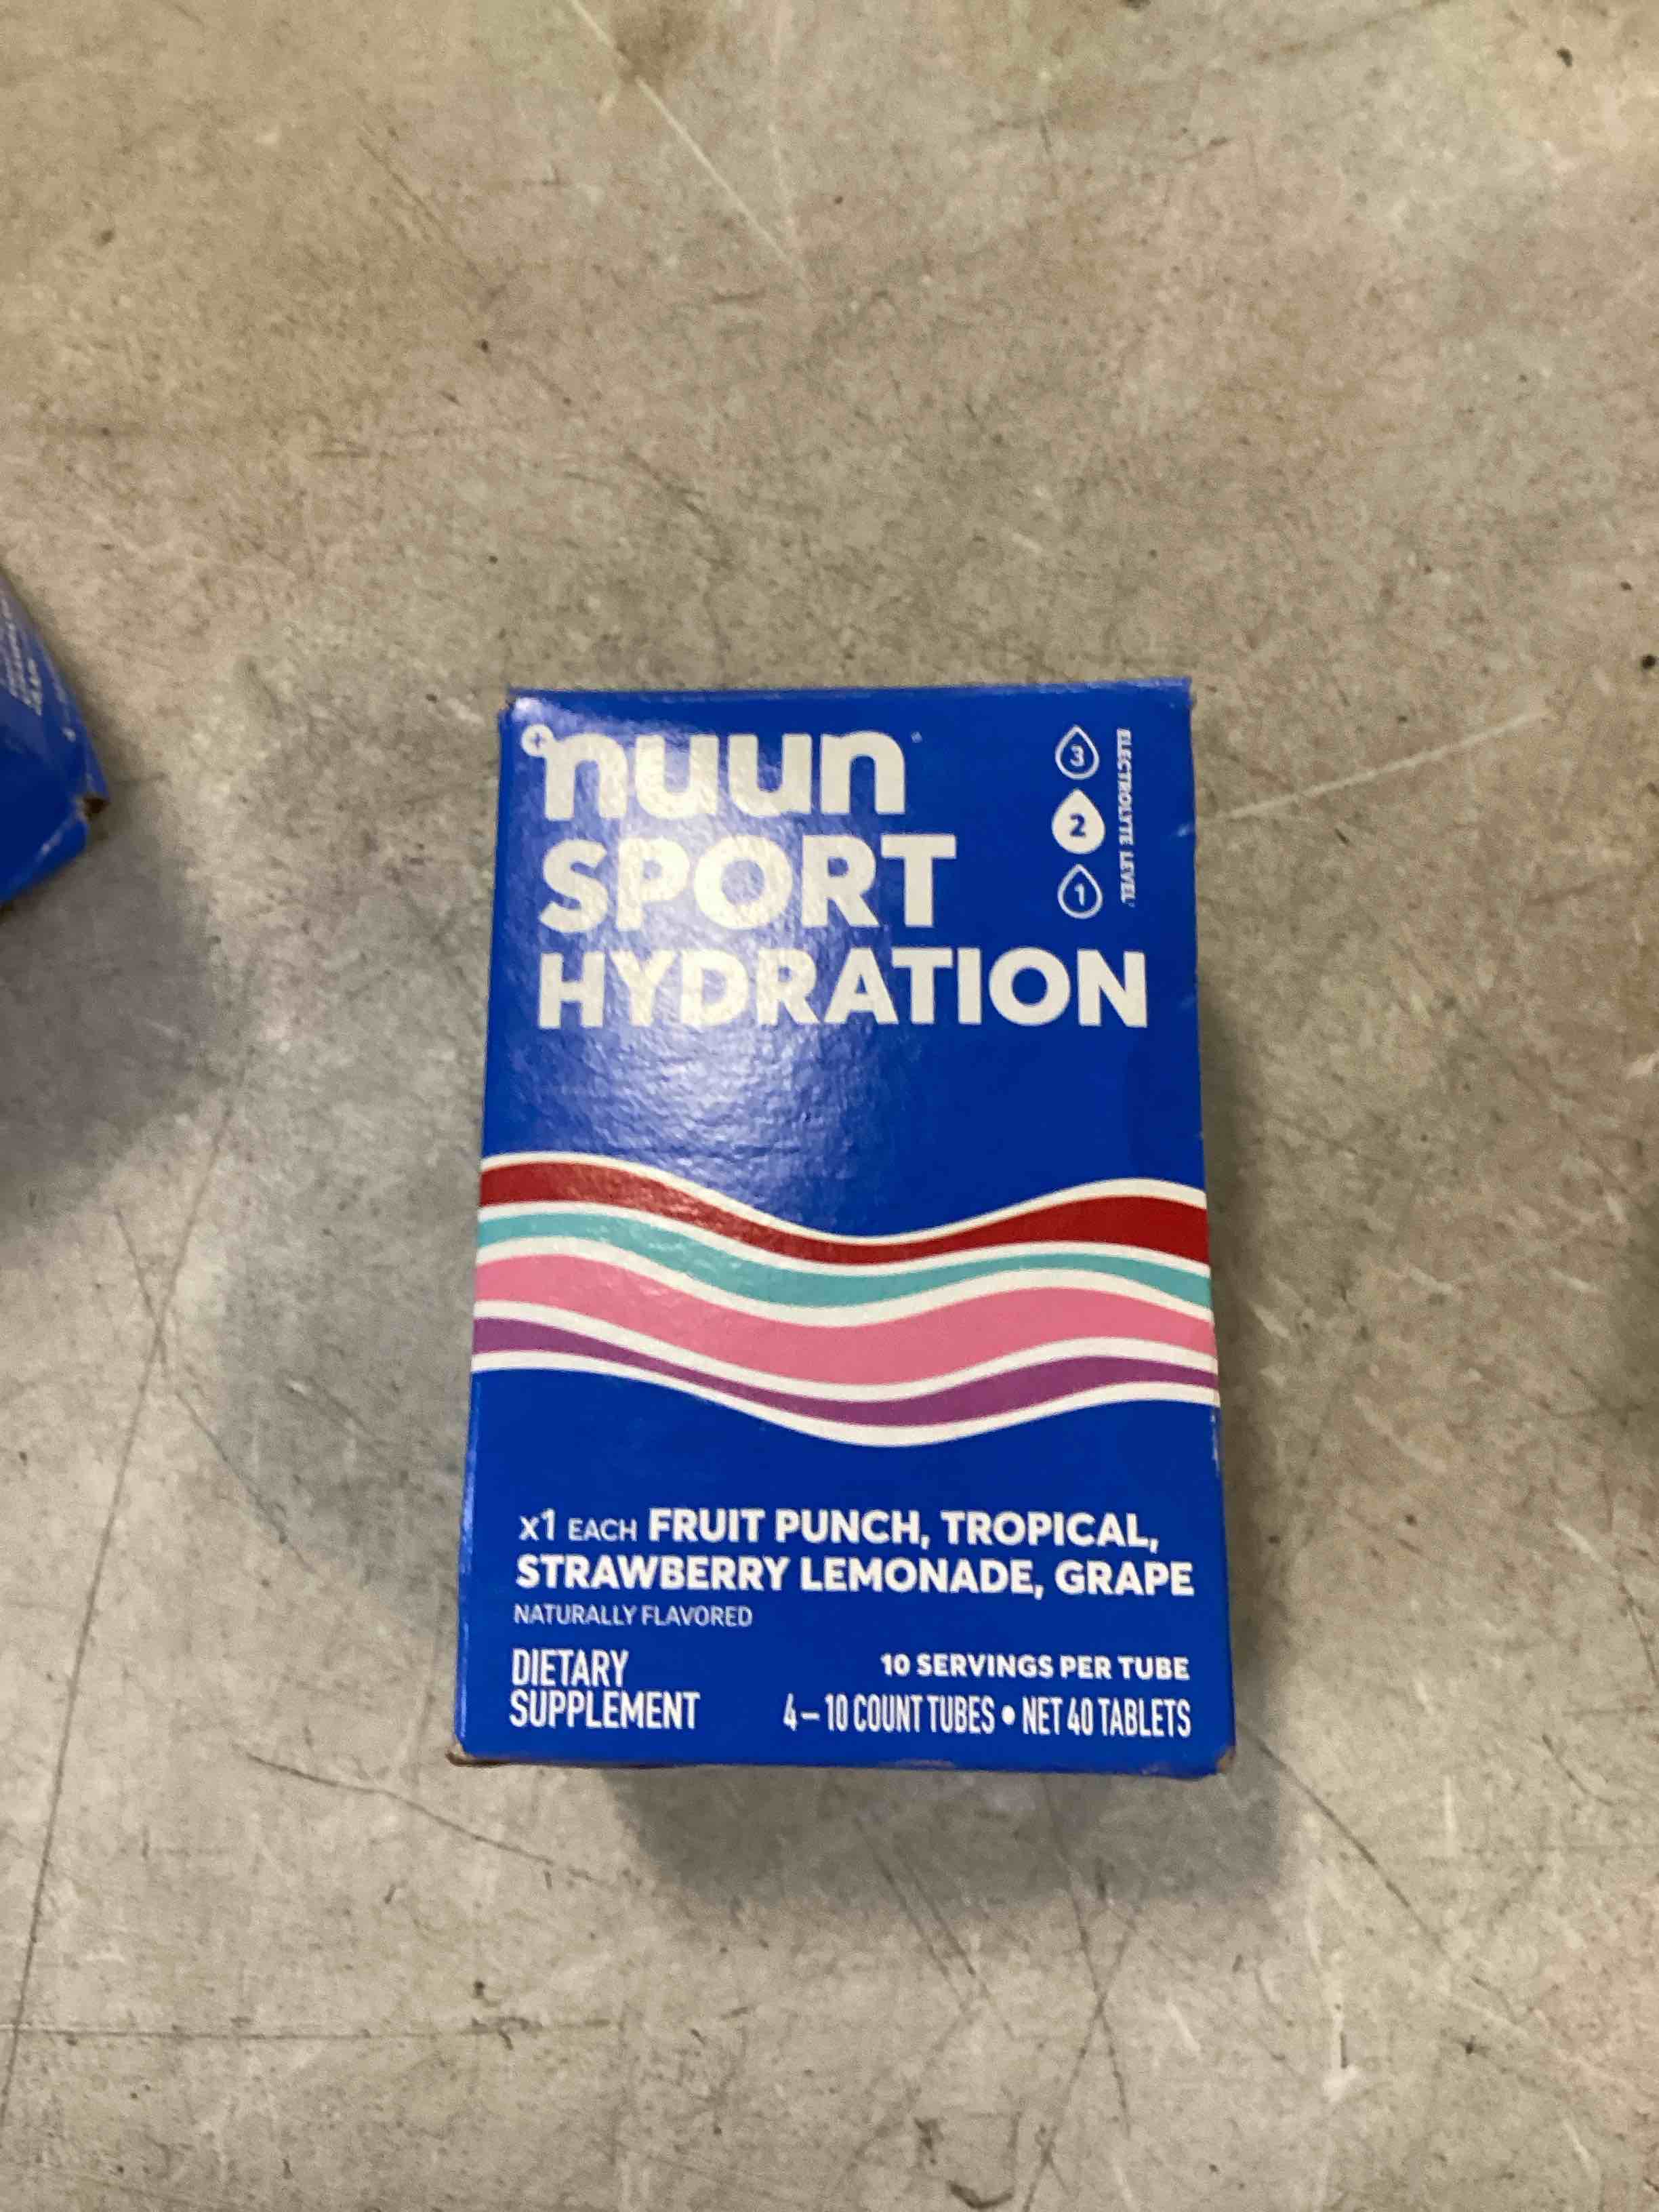 nuun
SPORT
HYDRATION
3
2
1
ELECTROLYTE LEVEL
x1 EACH FRUIT PUNCH, TROPICAL,
STRAWBERRY LEMONADE, GRAPE
NATURALLY FLAVORED
DIETARY
SUPPLEMENT
10 SERVINGS PER TUBE
4–10 COUNT TUBES • NET 40 TABLETS